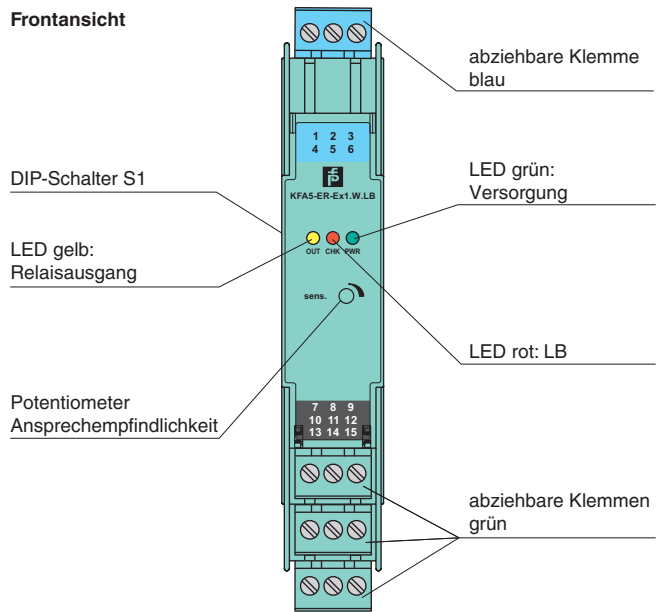 Frontansicht
abziehbare Klemme
blau
1 2 3
4 5 6
KFA5-ER-Ex1.W.LB
DIP-Schalter S1
LED grün:
Versorgung
LED gelb:
Relaisausgang
OUT CHK PWR
sens.
LED rot: LB
Potentiometer
Ansprechempfindlichkeit
7 8 9
10 11 12
13 14 15
abziehbare Klemmen
grün